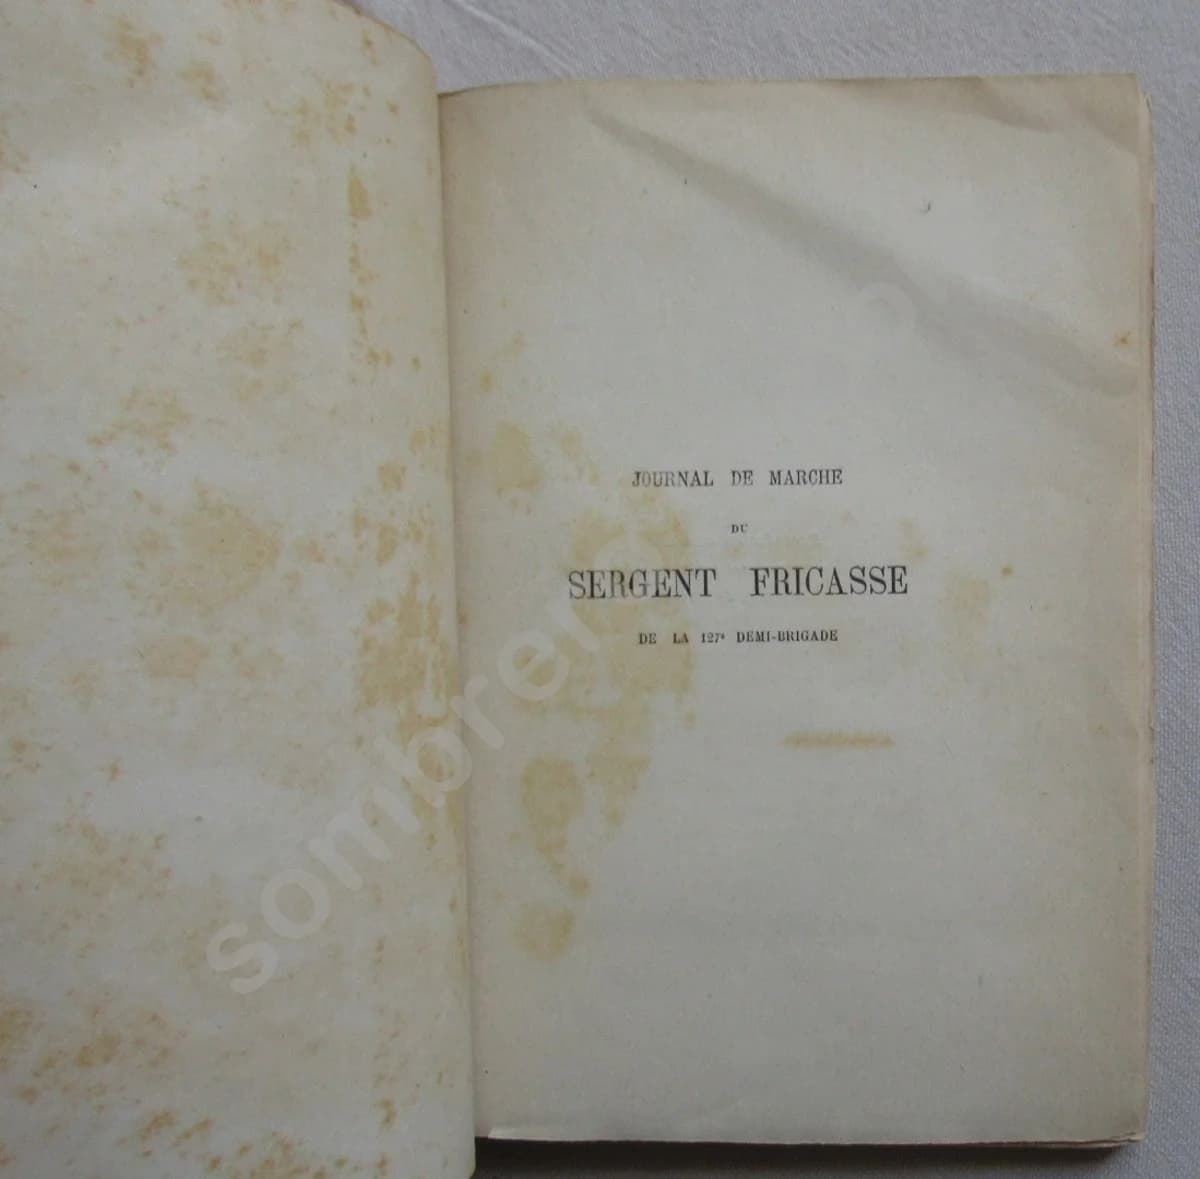 JOURNAL DE MARCHE
DU
SERGENT FRICASSE
DE LA 127e DEMI-BRIGADE